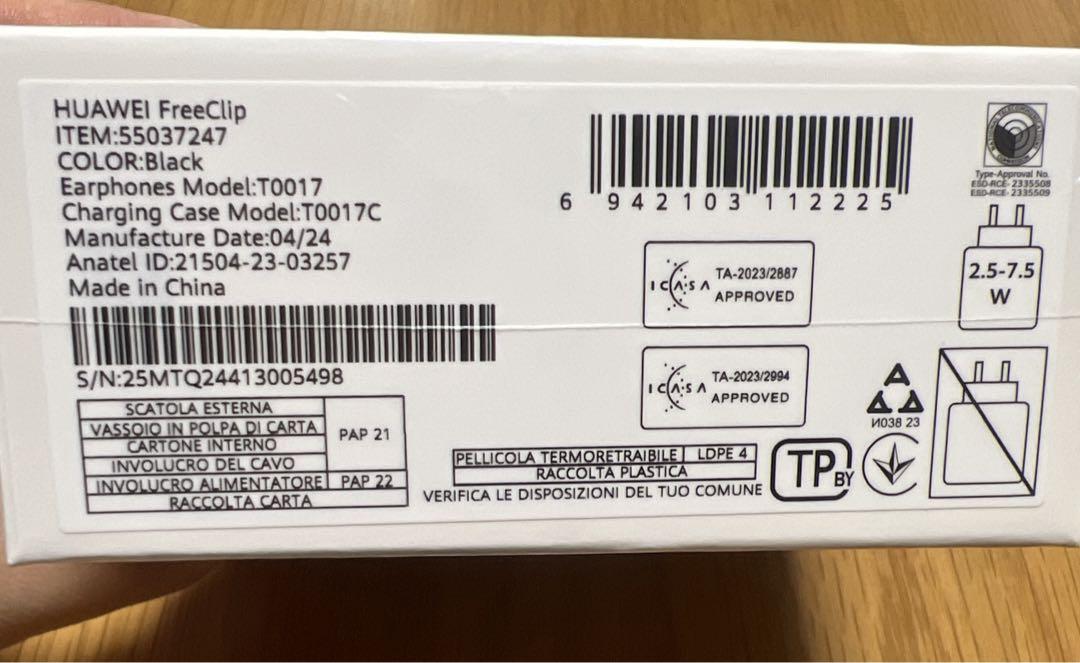 HUAWEI FreeClip
ITEM:55037247
COLOR:Black
Earphones Model:T0017
Charging Case Model:T0017C
Manufacture Date:04/24
Anatel ID:21504-23-03257
Made in China
S/N:25MTQ24413005498
SCATOLA ESTERNA
VASSOIO IN POLPA DI CARTA
CARTONE INTERNO
INVOLUCRO DEL CAVO
PAP 21
INVOLUCRO ALIMENTATORE PAP 22
RACCOLTA CARTA
6 942103 112225
ICASA TA-2023/2887
APPROVED
ICASA TA-2023/2994
APPROVED
PELLICOLA TERMORETRAIBILE LDPE 4
RACCOLTA PLASTICA
VERIFICA LE DISPOSIZIONI DEL TUO COMUNE
Type-Approval No.
ESD-RCE- 2335508
ESD-RCE- 2335509
2.5-7.5
W
И038 23
TP BY